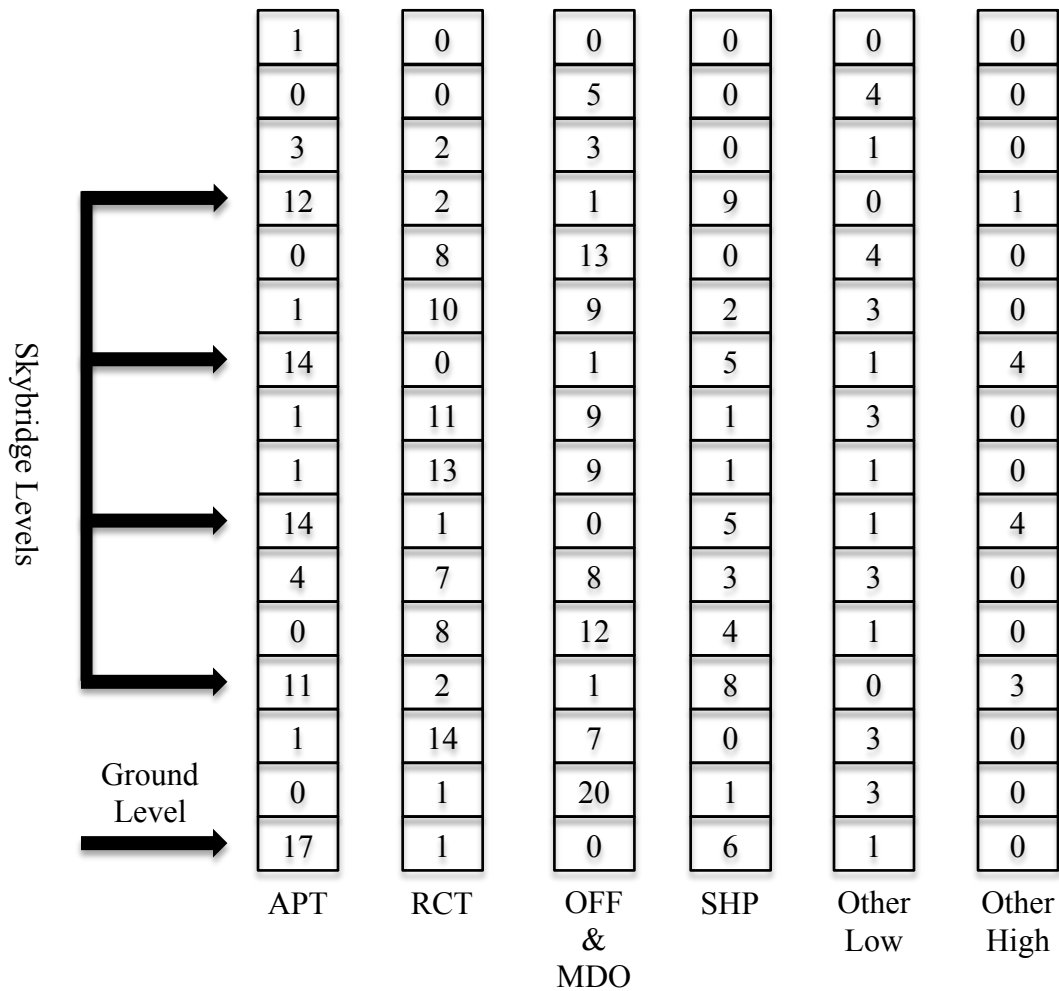 1 0 0 0 0 0
0 0 5 0 4 0
3 2 3 0 1 0
12 2 1 9 0 1
0 8 13 0 4 0
1 10 9 2 3 0
14 0 1 5 1 4
1 11 9 1 3 0
1 13 9 1 1 0
14 1 0 5 1 4
4 7 8 3 3 0
0 8 12 4 1 0
11 2 1 8 0 3
1 14 7 0 3 0
0 1 20 1 3 0
17 1 0 6 1 0
Skybridge Levels
Ground
Level
APT RCT OFF SHP Other Other
& Low High
MDO